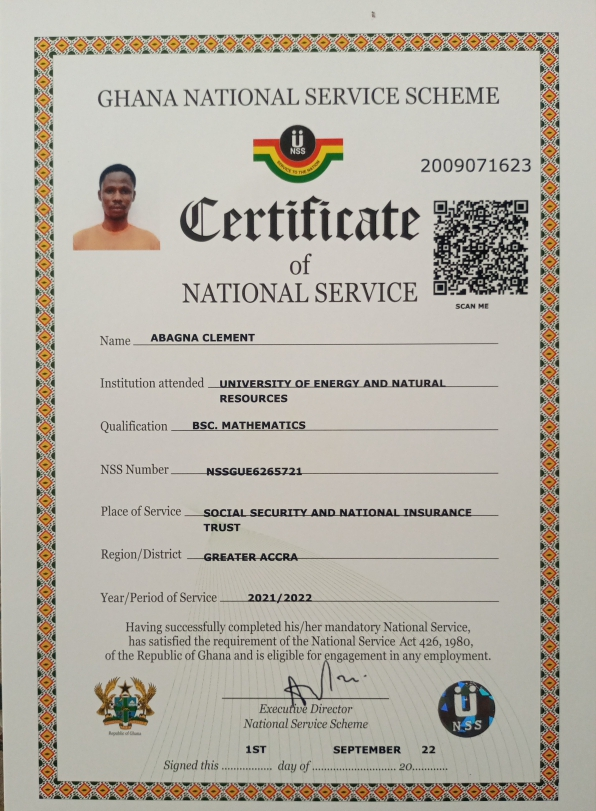 GHANA NATIONAL SERVICE SCHEME
NSS
SERVICE TO THE NATION
2009071623
Certificate
of
NATIONAL SERVICE
SCAN ME
Name ABAGNA CLEMENT
Institution attended UNIVERSITY OF ENERGY AND NATURAL
RESOURCES
Qualification BSC. MATHEMATICS
NSS Number NSSGUE6265721
Place of Service SOCIAL SECURITY AND NATIONAL INSURANCE
TRUST
Region/District GREATER ACCRA
Year/Period of Service 2021/2022
Having successfully completed his/her mandatory National Service,
has satisfied the requirement of the National Service Act 426, 1980,
of the Republic of Ghana and is eligible for engagement in any employment.
Executive Director
National Service Scheme
Republic of Ghana
NSS
1ST SEPTEMBER 22
Signed this ................. day of .......................... 20............